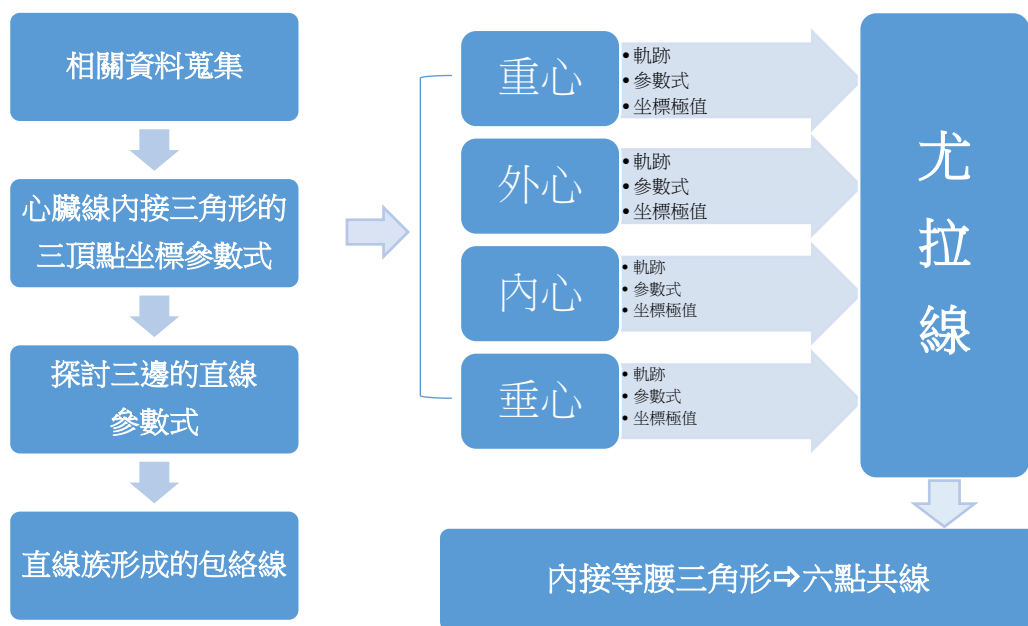 相關資料蒐集
心臟線內接三角形的
三頂點坐標參數式
探討三邊的直線
參數式
直線族形成的包絡線
重心
• 軌跡
• 參數式
• 坐標極值
外心
• 軌跡
• 參數式
• 坐標極值
內心
• 軌跡
• 參數式
• 坐標極值
垂心
• 軌跡
• 參數式
• 坐標極值
尤
拉
線
內接等腰三角形⇨六點共線